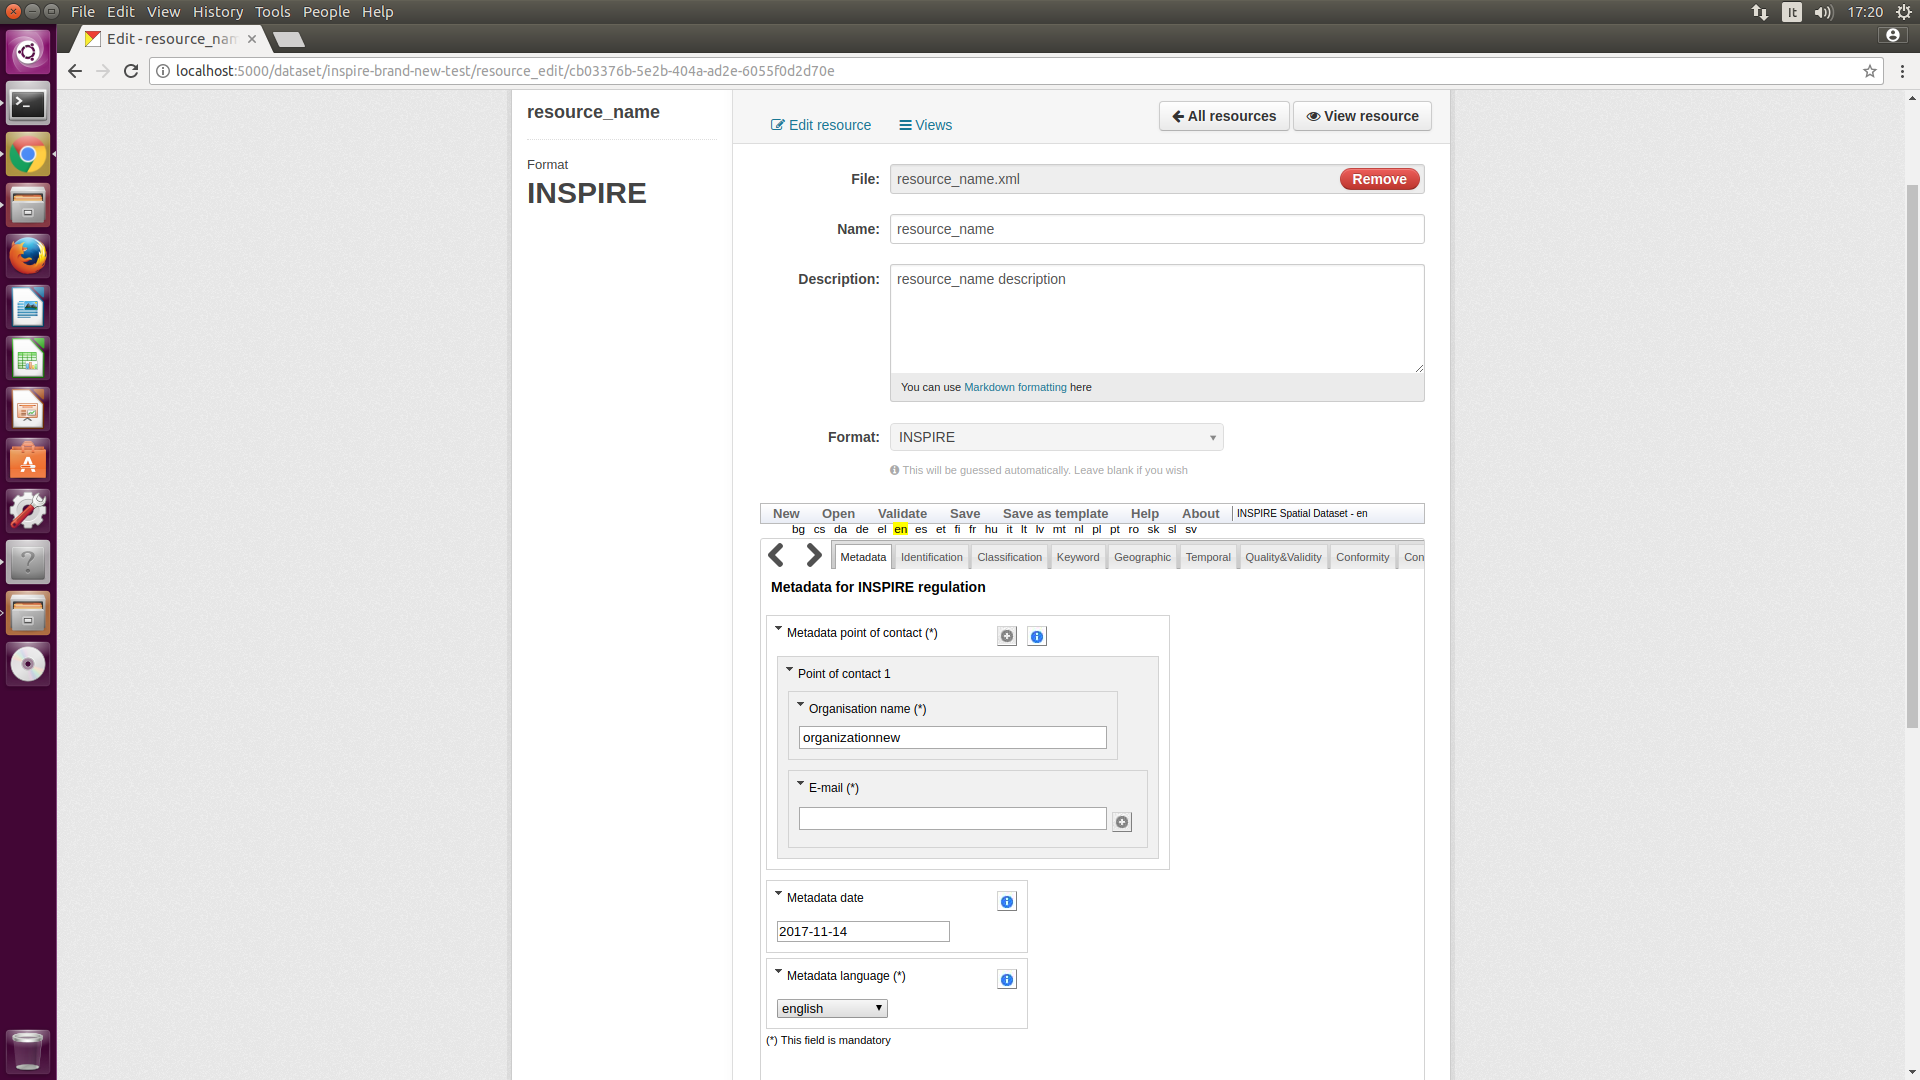 File Edit View History Tools People Help
It 17:20
Edit - resource_nam
localhost:5000/dataset/inspire-brand-new-test/resource_edit/cb03376b-5e2b-404a-ad2e-6055f0d2d70e
resource_name
Edit resource Views All resources View resource
Format
INSPIRE
File: resource_name.xml Remove
Name: resource_name
Description: resource_name description
You can use Markdown formatting here
Format: INSPIRE
This will be guessed automatically. Leave blank if you wish
New Open Validate Save Save as template Help About INSPIRE Spatial Dataset - en
bg cs da de el en es et fi fr hu it lt lv mt nl pl pt ro sk sl sv
Metadata Identification Classification Keyword Geographic Temporal Quality&Validity Conformity Con
Metadata for INSPIRE regulation
Metadata point of contact (*)
Point of contact 1
Organisation name (*)
organizationnew
E-mail (*)
Metadata date
2017-11-14
Metadata language (*)
english
(*) This field is mandatory